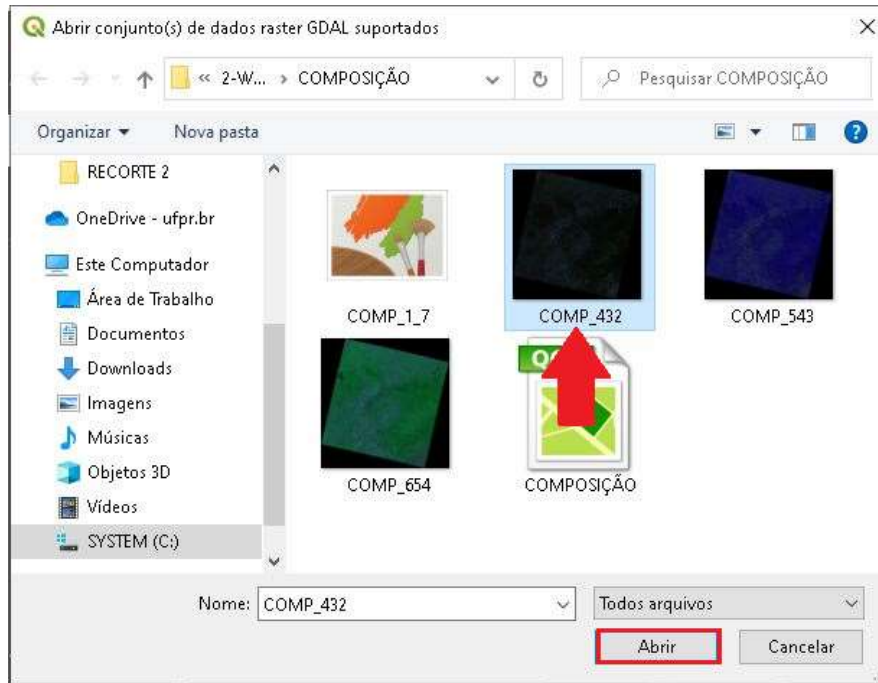 Abrir conjunto(s) de dados raster GDAL suportados
« 2-W... › COMPOSIÇÃO
Pesquisar COMPOSIÇÃO
Organizar
Nova pasta
RECORTE 2
OneDrive - ufpr.br
Este Computador
Área de Trabalho
Documentos
Downloads
Imagens
Músicas
Objetos 3D
Vídeos
SYSTEM (C:)
COMP_1_7
COMP_432
COMP_543
COMP_654
COMPOSIÇÃO
Nome: COMP_432
Todos arquivos
Abrir
Cancelar